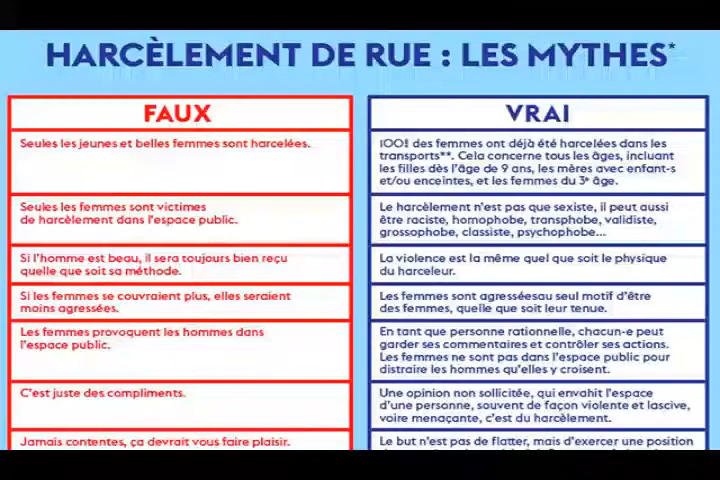 HARCÈLEMENT DE RUE : LES MYTHES*
FAUX
VRAI
Seules les jeunes et belles femmes sont harcelées.
100% des femmes ont déjà été harcelées dans les
transports**. Cela concerne tous les âges, incluant
les filles dès l'âge de 9 ans, les mères avec enfant-s
et/ou enceintes, et les femmes du 3e âge.
Seules les femmes sont victimes
de harcèlement dans l'espace public.
Le harcèlement n'est pas que sexiste, il peut aussi
être raciste, homophobe, transphobe, validiste,
grossophobe, classiste, psychophobe...
Si l'homme est beau, il sera toujours bien reçu
quelle que soit sa méthode.
La violence est la même quel que soit le physique
du harceleur.
Si les femmes se couvraient plus, elles seraient
moins agressées.
Les femmes sont agresséesau seul motif d'être
des femmes, quelle que soit leur tenue.
Les femmes provoquent les hommes dans
l'espace public.
En tant que personne rationnelle, chacun-e peut
garder ses commentaires et contrôler ses actions.
Les femmes ne sont pas dans l'espace public pour
distraire les hommes qu'elles y croisent.
C'est juste des compliments.
Une opinion non sollicitée, qui envahit l'espace
d'une personne, souvent de façon violente et lascive,
voire menaçante, c'est du harcèlement.
Jamais contentes, ça devrait vous faire plaisir.
Le but n'est pas de flatter, mais d'exercer une position